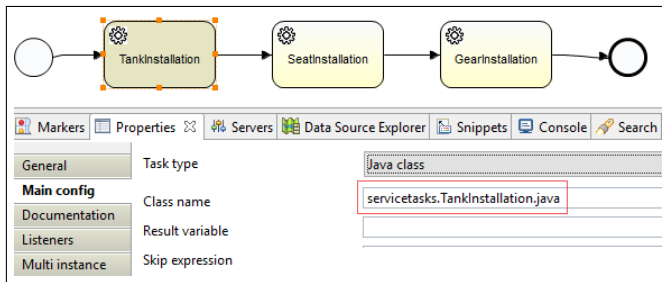 TankInstallation
SeatInstallation
GearInstallation
Markers Properties Servers Data Source Explorer Snippets Console Search
General
Main config
Documentation
Listeners
Multi instance
Task type Java class
Class name servicetasks.TankInstallation.java
Result variable
Skip expression